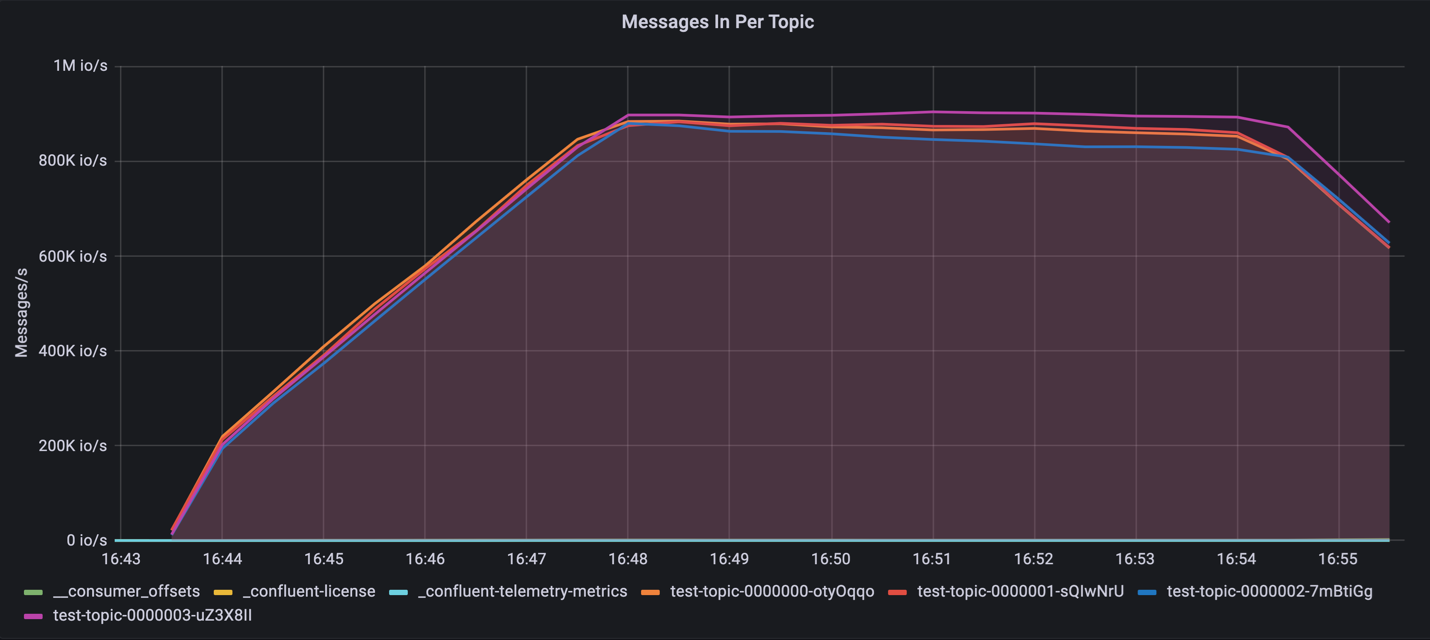 Messages In Per Topic
1M io/s
800K io/s
600K io/s
400K io/s
200K io/s
0 io/s
Messages/s
16:43 16:44 16:45 16:46 16:47 16:48 16:49 16:50 16:51 16:52 16:53 16:54 16:55
__consumer_offsets _confluent-license _confluent-telemetry-metrics test-topic-0000000-otyOqqo test-topic-0000001-sQIwNrU test-topic-0000002-7mBtiGg
test-topic-0000003-uZ3X8II